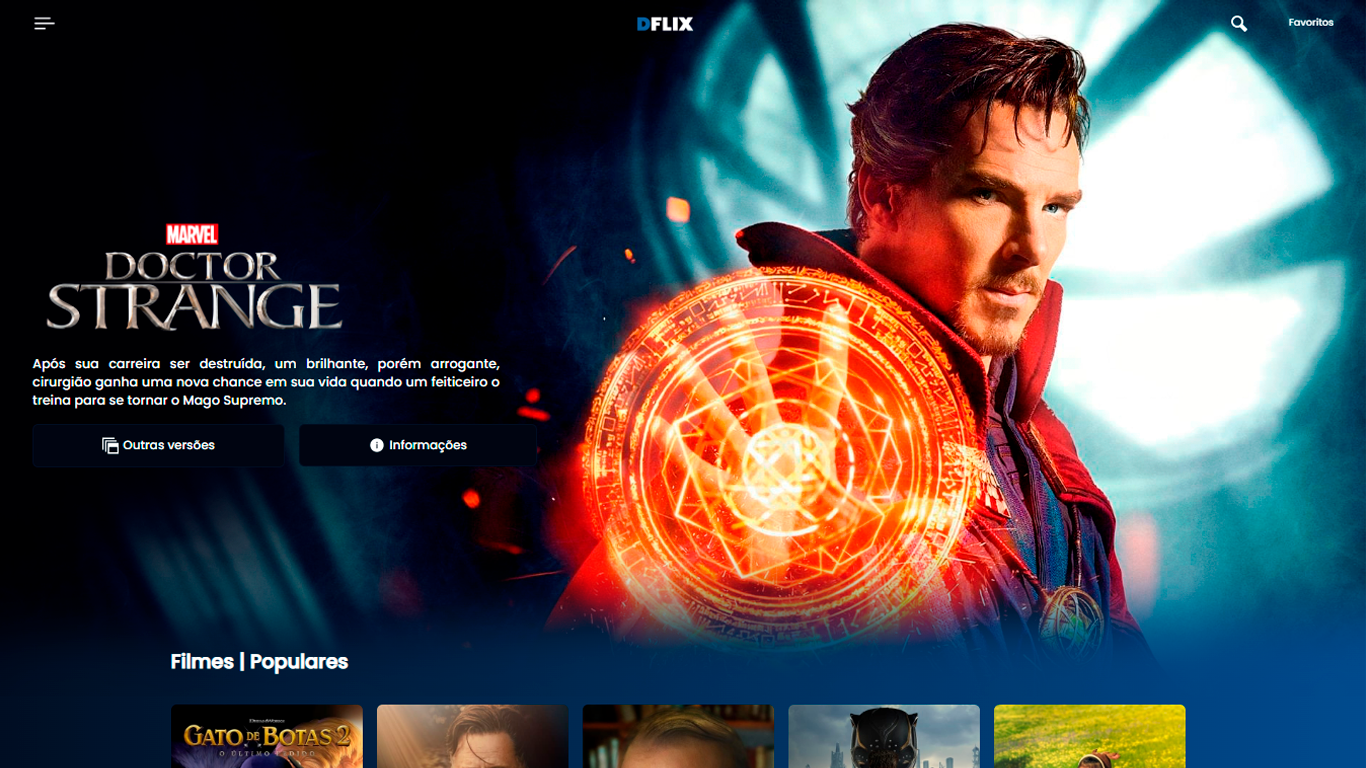 DFLIX
Favoritos
MARVEL
DOCTOR
STRANGE
Após sua carreira ser destruída, um brilhante, porém arrogante,
cirurgião ganha uma nova chance em sua vida quando um feiticeiro o
treina para se tornar o Mago Supremo.
Outras versões
Informações
Filmes | Populares
DreamWorks
GATO DE BOTAS 2
O ÚLTIMO PEDIDO